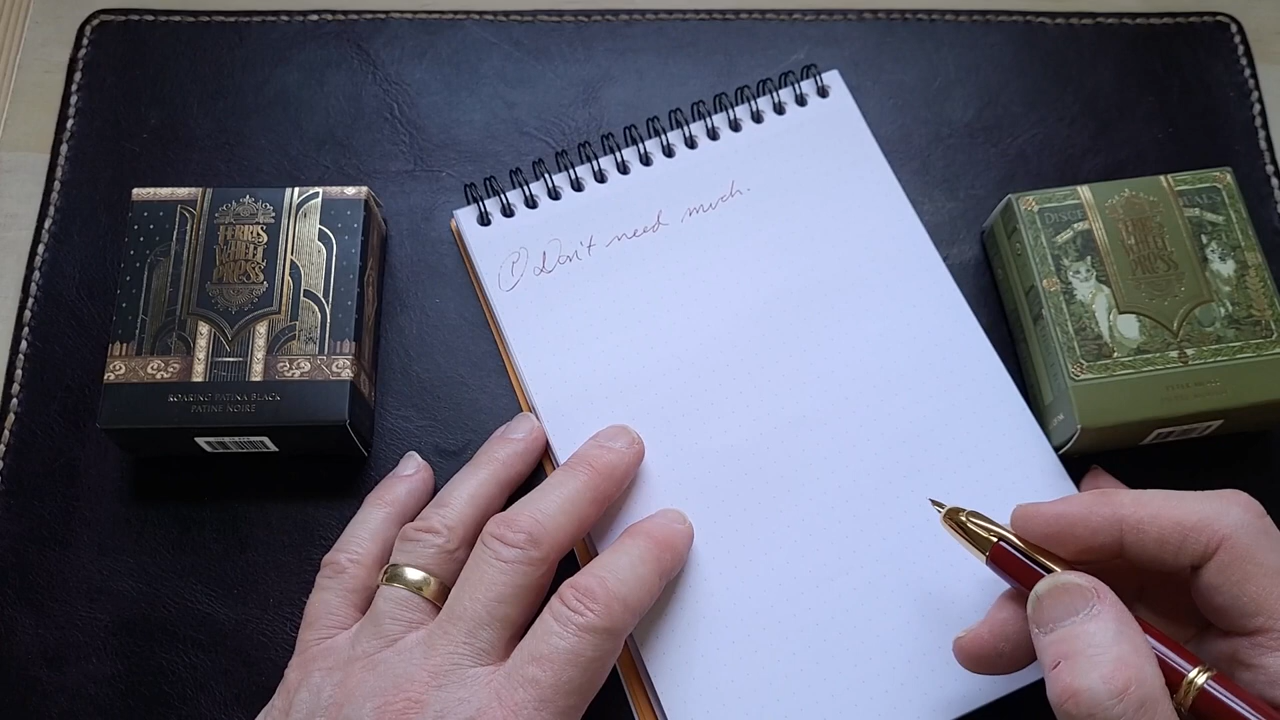 ① Don't need much.
FERRIS
WHEEL
PRESS
ROARING PATINA BLACK
PATINE NOIRE
FERRIS
WHEEL
PRESS